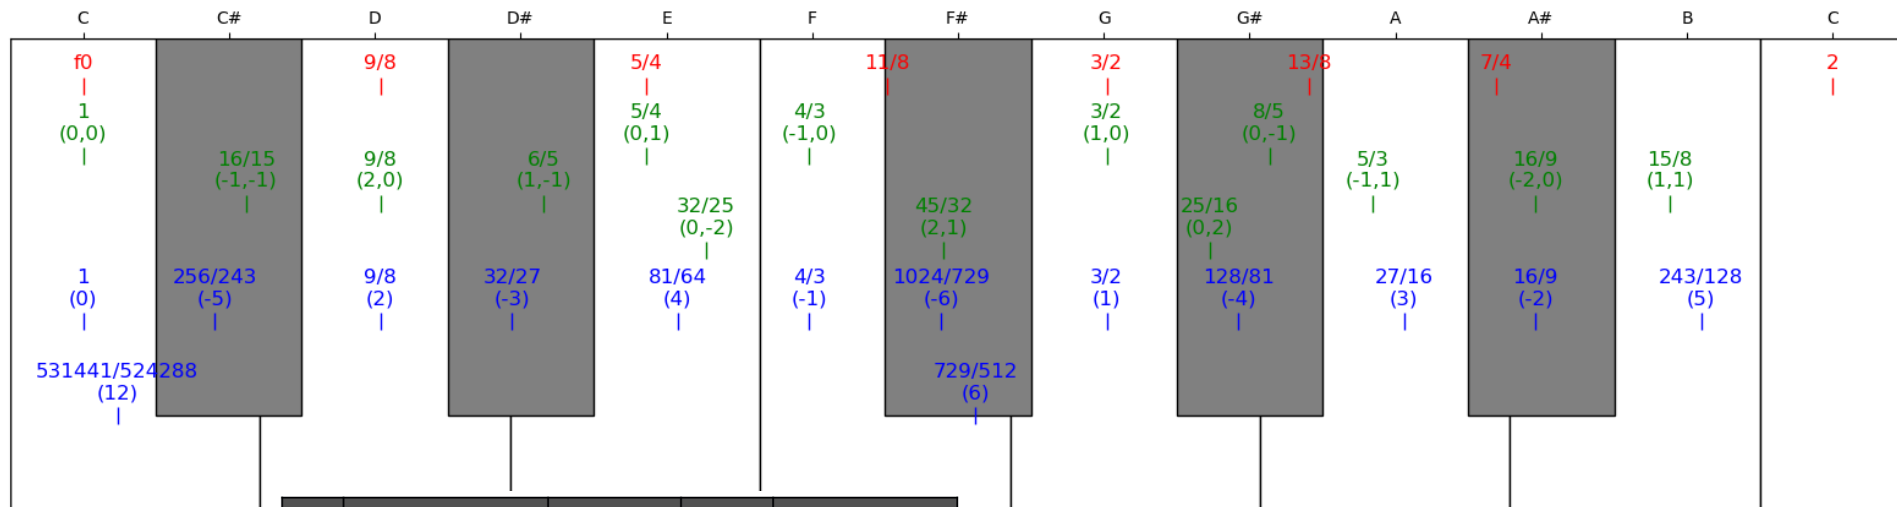 C C# D D# E F F# G G# A A# B C
f0 9/8 5/4 11/8 3/2 13/8 7/4 2
1 5/4 4/3 3/2 8/5
(0,0) (0,1) (-1,0) (1,0) (0,-1)
16/15 9/8 6/5 5/3 16/9 15/8
(-1,-1) (2,0) (1,-1) (-1,1) (-2,0) (1,1)
32/25 45/32 25/16
(0,-2) (2,1) (0,2)
1 256/243 9/8 32/27 81/64 4/3 1024/729 3/2 128/81 27/16 16/9 243/128
(0) (-5) (2) (-3) (4) (-1) (-6) (1) (-4) (3) (-2) (5)
531441/524288 729/512
(12) (6)